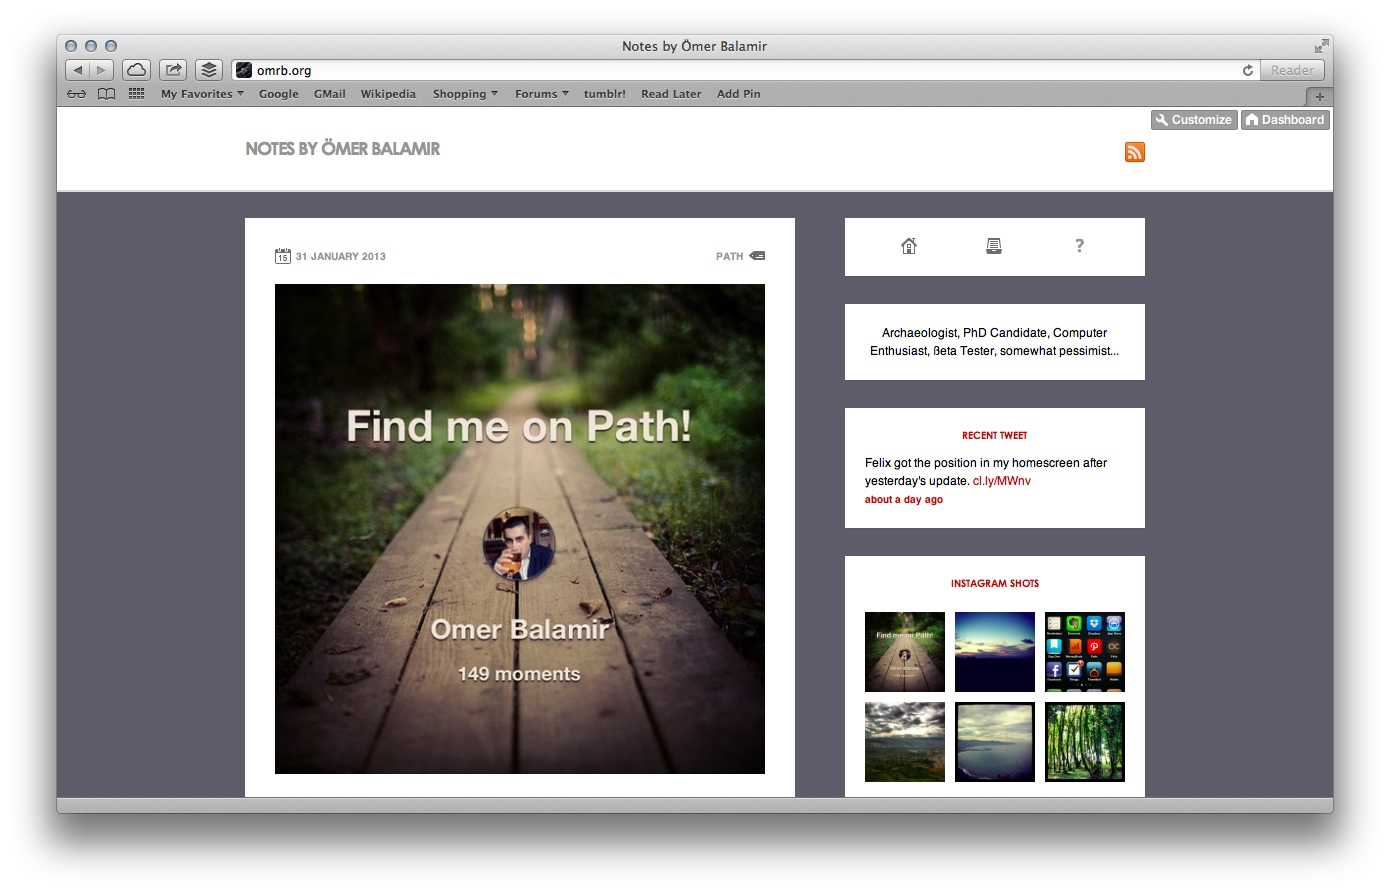 Notes by Ömer Balamir
omrb.org
Reader
My Favorites Google GMail Wikipedia Shopping Forums tumblr! Read Later Add Pin
Customize Dashboard
NOTES BY ÖMER BALAMIR
15 31 JANUARY 2013 PATH
Find me on Path!
Omer Balamir
149 moments
?
Archaeologist, PhD Candidate, Computer
Enthusiast, ßeta Tester, somewhat pessimist...
RECENT TWEET
Felix got the position in my homescreen after
yesterday's update. cl.ly/MWnv
about a day ago
INSTAGRAM SHOTS
Find me on Path!